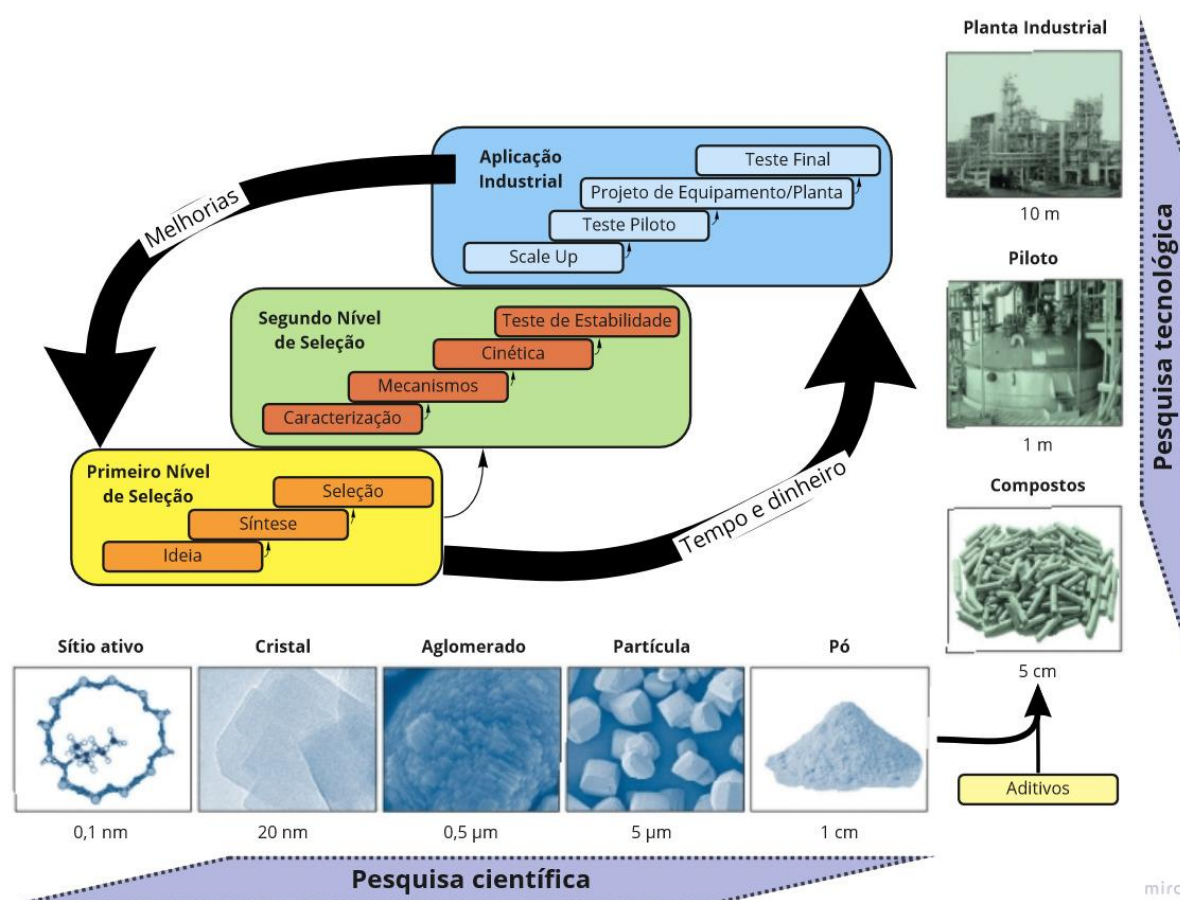 Planta Industrial
10 m
Aplicação
Industrial
Teste Final
Projeto de Equipamento/Planta
Teste Piloto
Scale Up
Melhorias
Piloto
1 m
Segundo Nível
de Seleção
Teste de Estabilidade
Cinética
Mecanismos
Caracterização
Pesquisa tecnológica
Primeiro Nível
de Seleção
Seleção
Síntese
Ideia
Tempo e dinheiro
Compostos
5 cm
Sítio ativo
Cristal
Aglomerado
Partícula
Pó
0,1 nm
20 nm
0,5 µm
5 µm
1 cm
Aditivos
Pesquisa científica